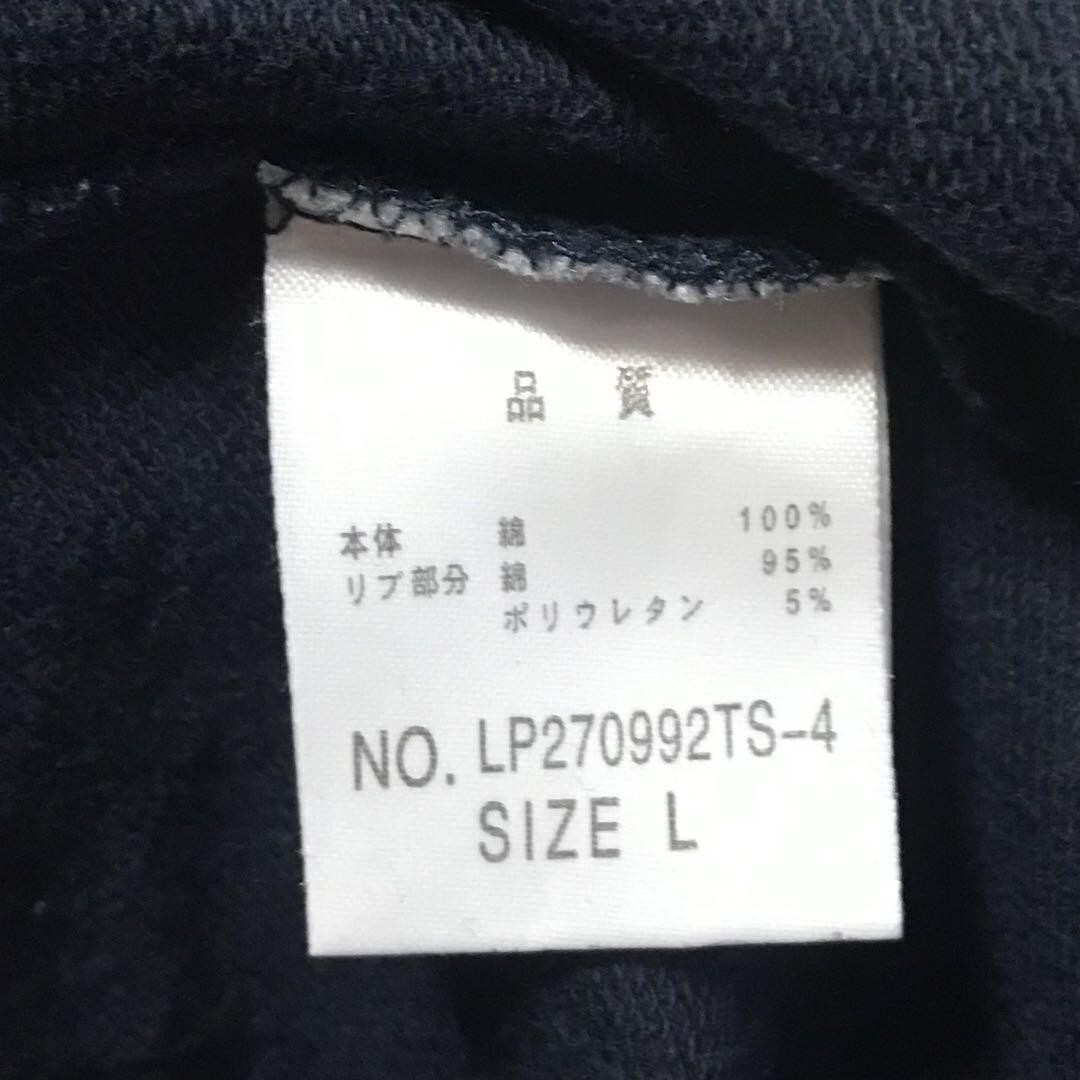 品 質
本体 綿 100%
リブ部分 綿 95%
ポリウレタン 5%
NO. LP270992TS-4
SIZE L